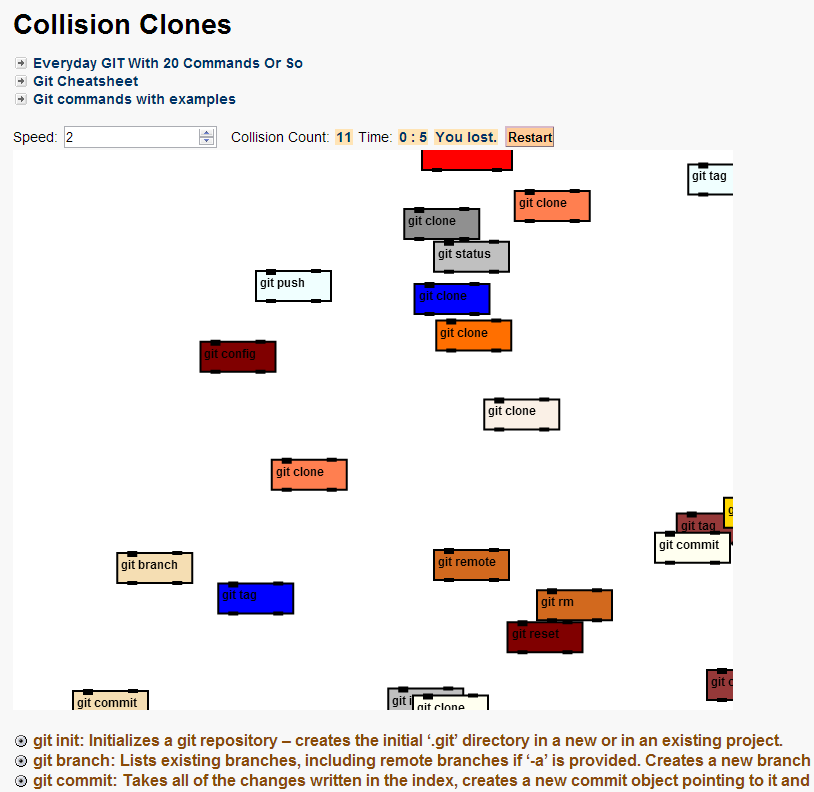 Collision Clones
Everyday GIT With 20 Commands Or So
Git Cheatsheet
Git commands with examples
Speed: 2 Collision Count: 11 Time: 0 : 5 You lost. Restart
git tag
git clone
git clone
git status
git push
git clone
git clone
git config
git clone
git clone
git tag
git commit
git branch
git remote
git tag
git rm
git reset
git
git commit
git
git clone
git init: Initializes a git repository – creates the initial ‘.git’ directory in a new or in an existing project.
git branch: Lists existing branches, including remote branches if ‘-a’ is provided. Creates a new branch
git commit: Takes all of the changes written in the index, creates a new commit object pointing to it and